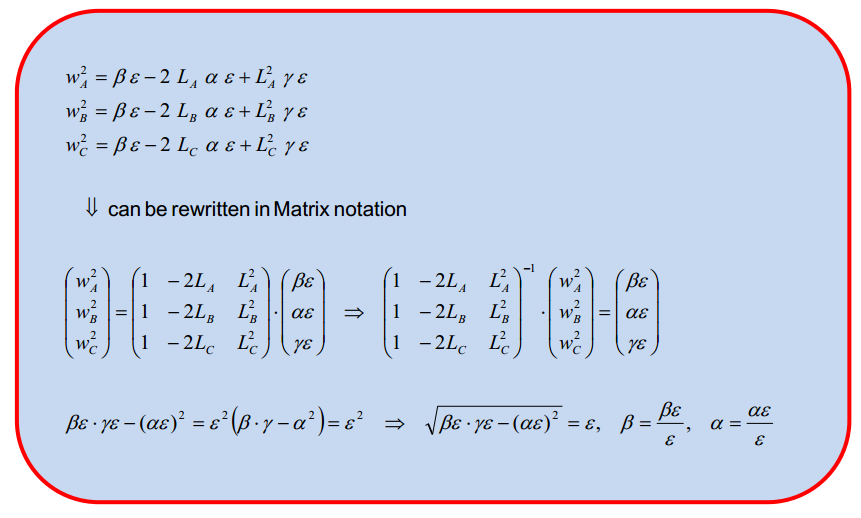 w_A^2 = β ε − 2 L_A α ε + L_A^2 γ ε
w_B^2 = β ε − 2 L_B α ε + L_B^2 γ ε
w_C^2 = β ε − 2 L_C α ε + L_C^2 γ ε
⇓ can be rewritten in Matrix notation
(w_A^2; w_B^2; w_C^2) = (1 −2L_A L_A^2; 1 −2L_B L_B^2; 1 −2L_C L_C^2) · (βε; αε; γε) ⇒ (1 −2L_A L_A^2; 1 −2L_B L_B^2; 1 −2L_C L_C^2)^−1 · (w_A^2; w_B^2; w_C^2) = (βε; αε; γε)
βε · γε − (αε)^2 = ε^2(β · γ − α^2) = ε^2 ⇒ √(βε · γε − (αε)^2) = ε, β = βε/ε, α = αε/ε